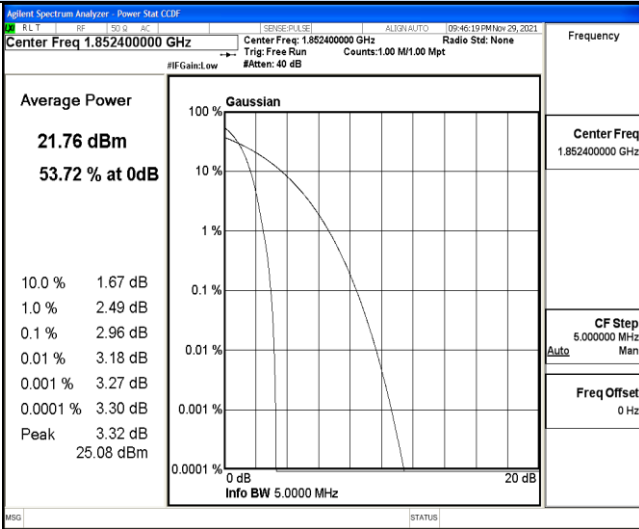 Agilent Spectrum Analyzer - Power Stat CCDF
RLT RF 50 Ω AC SENSE:PULSE ALIGN AUTO 09:46:19 PM Nov 29, 2021
Center Freq 1.852400000 GHz
Center Freq: 1.852400000 GHz Radio Std: None
Trig: Free Run Counts:1.00 M/1.00 Mpt
#IFGain:Low #Atten: 40 dB
Frequency
Average Power
21.76 dBm
53.72 % at 0dB
10.0 % 1.67 dB
1.0 % 2.49 dB
0.1 % 2.96 dB
0.01 % 3.18 dB
0.001 % 3.27 dB
0.0001 % 3.30 dB
Peak 3.32 dB
25.08 dBm
Gaussian
100 %
10 %
1 %
0.1 %
0.01 %
0.001 %
0.0001 %
0 dB 20 dB
Info BW 5.0000 MHz
Center Freq
1.852400000 GHz
CF Step
5.000000 MHz
Auto Man
Freq Offset
0 Hz
MSG STATUS